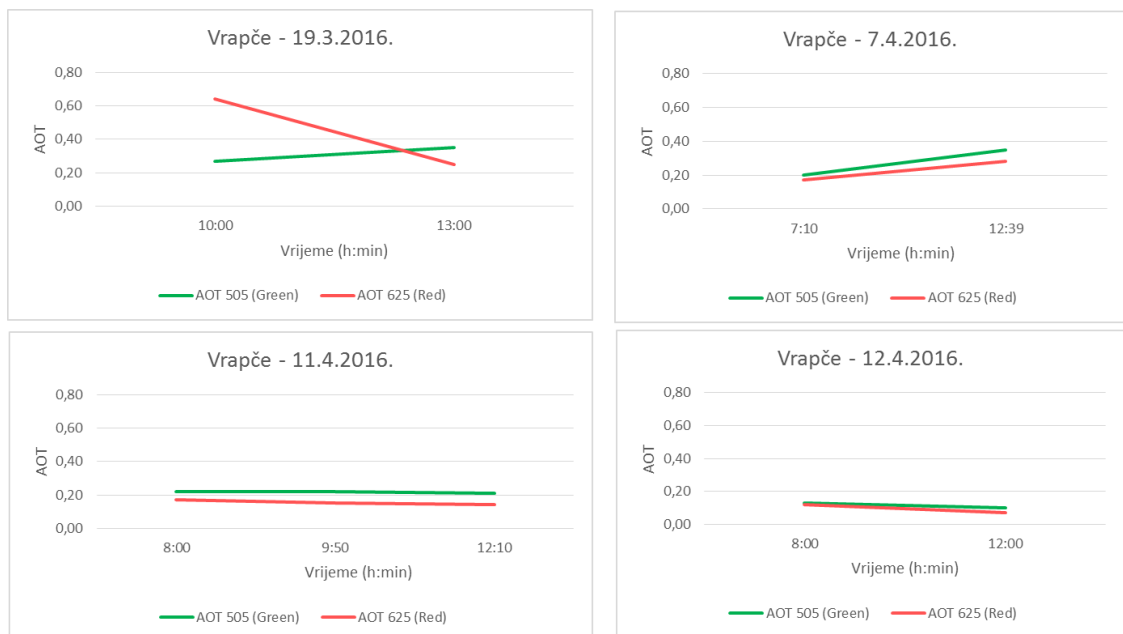 Vrapče - 19.3.2016.
0,80
0,60
0,40
0,20
0,00
AOT
10:00 13:00
Vrijeme (h:min)
AOT 505 (Green) AOT 625 (Red)
Vrapče - 7.4.2016.
0,80
0,60
0,40
0,20
0,00
AOT
7:10 12:39
Vrijeme (h:min)
AOT 505 (Green) AOT 625 (Red)
Vrapče - 11.4.2016.
0,80
0,60
0,40
0,20
0,00
AOT
8:00 9:50 12:10
Vrijeme (h:min)
AOT 505 (Green) AOT 625 (Red)
Vrapče - 12.4.2016.
0,80
0,60
0,40
0,20
0,00
AOT
8:00 12:00
Vrijeme (h:min)
AOT 505 (Green) AOT 625 (Red)